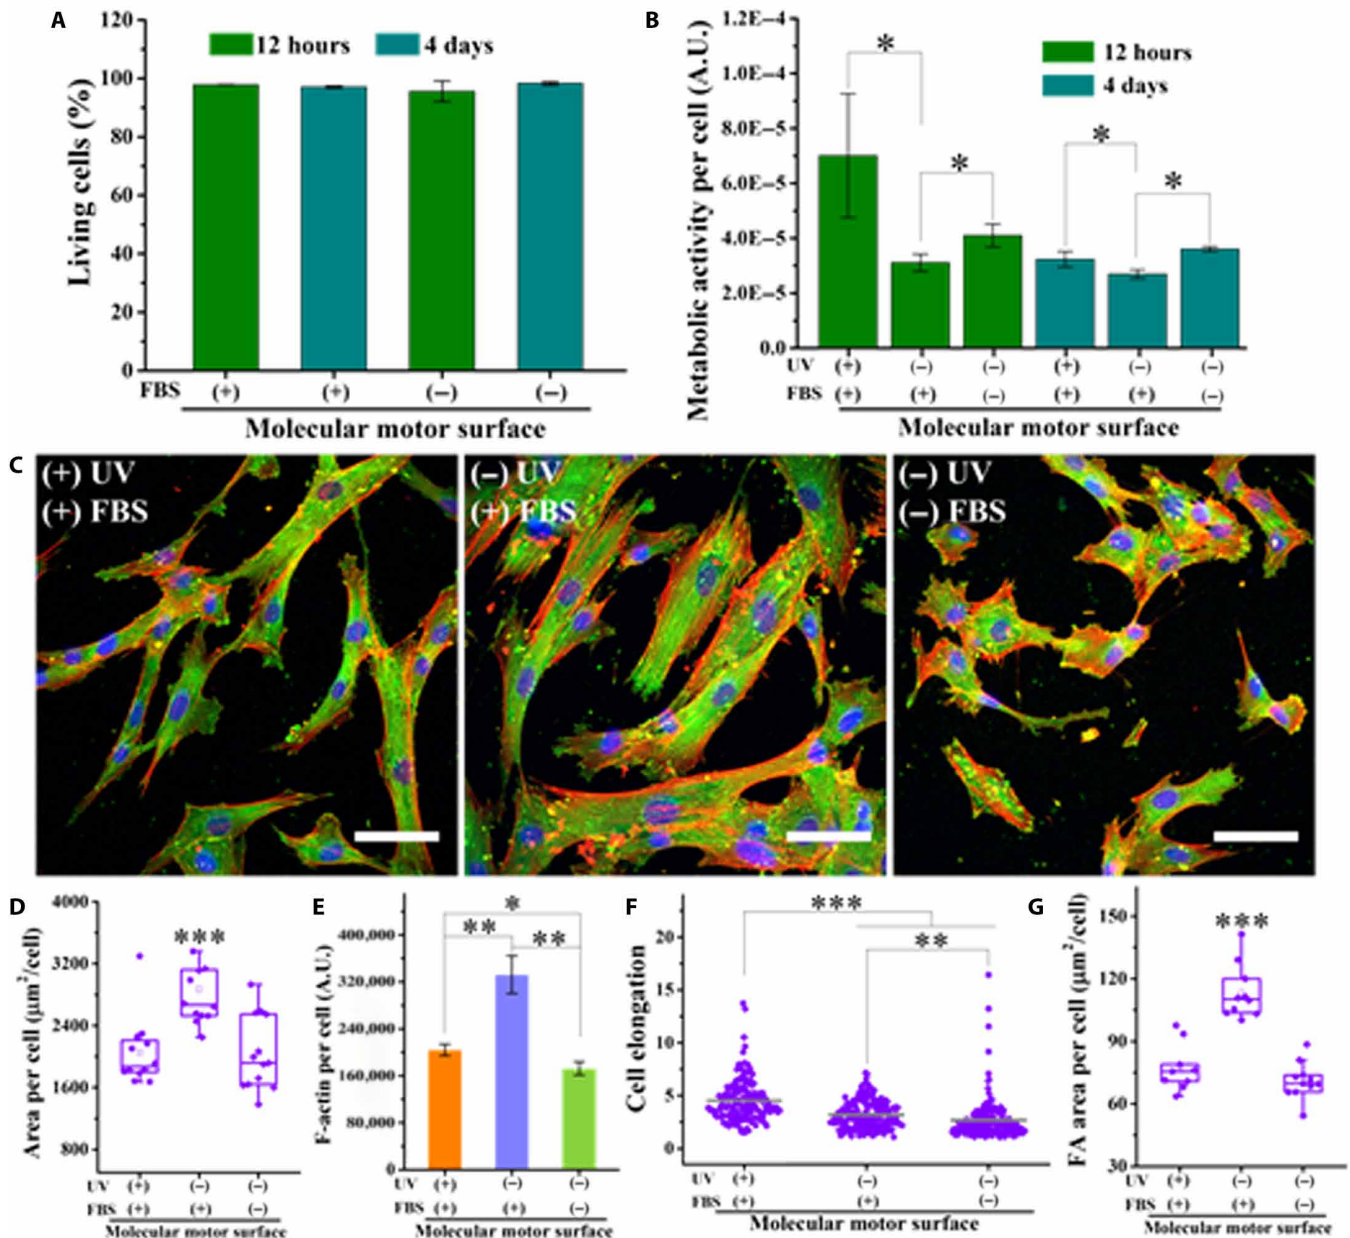 A
120
100
80
60
40
20
0
Living cells (%)
12 hours
4 days
FBS (+) (+) (−) (−)
Molecular motor surface
B
1.2E−4
1.0E−4
8.0E−5
6.0E−5
4.0E−5
2.0E−5
0.0
Metabolic activity per cell (A.U.)
12 hours
4 days
* * * *
UV (+) (−) (−) (+) (−) (−)
FBS (+) (+) (−) (+) (+) (−)
Molecular motor surface
C
(+) UV
(+) FBS
(−) UV
(+) FBS
(−) UV
(−) FBS
D
4000
3200
2400
1600
800
Area per cell (μm²/cell)
***
UV (+) (−) (−)
FBS (+) (+) (−)
Molecular motor surface
E
400,000
320,000
240,000
160,000
80,000
0
F-actin per cell (A.U.)
*
** **
UV (+) (−) (−)
FBS (+) (+) (−)
Molecular motor surface
F
20
15
10
5
0
Cell elongation
***
**
UV (+) (−) (−)
FBS (+) (+) (−)
Molecular motor surface
G
150
120
90
60
30
FA area per cell (μm²/cell)
***
UV (+) (−) (−)
FBS (+) (+) (−)
Molecular motor surface